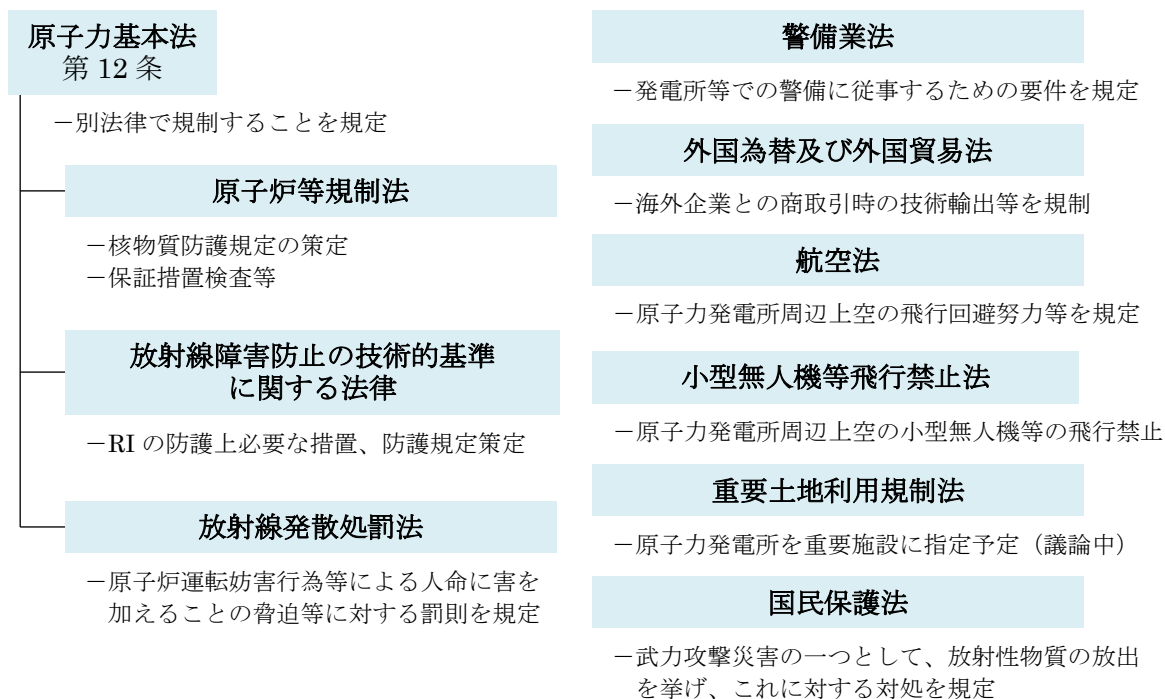 原子力基本法
第 12 条
－別法律で規制することを規定
原子炉等規制法
－核物質防護規定の策定
－保証措置検査等
放射線障害防止の技術的基準
に関する法律
－RI の防護上必要な措置、防護規定策定
放射線発散処罰法
－原子炉運転妨害行為等による人命に害を
加えることの脅迫等に対する罰則を規定
警備業法
－発電所等での警備に従事するための要件を規定
外国為替及び外国貿易法
－海外企業との商取引時の技術輸出等を規制
航空法
－原子力発電所周辺上空の飛行回避努力等を規定
小型無人機等飛行禁止法
－原子力発電所周辺上空の小型無人機等の飛行禁止
重要土地利用規制法
－原子力発電所を重要施設に指定予定（議論中）
国民保護法
－武力攻撃災害の一つとして、放射性物質の放出
を挙げ、これに対する対処を規定